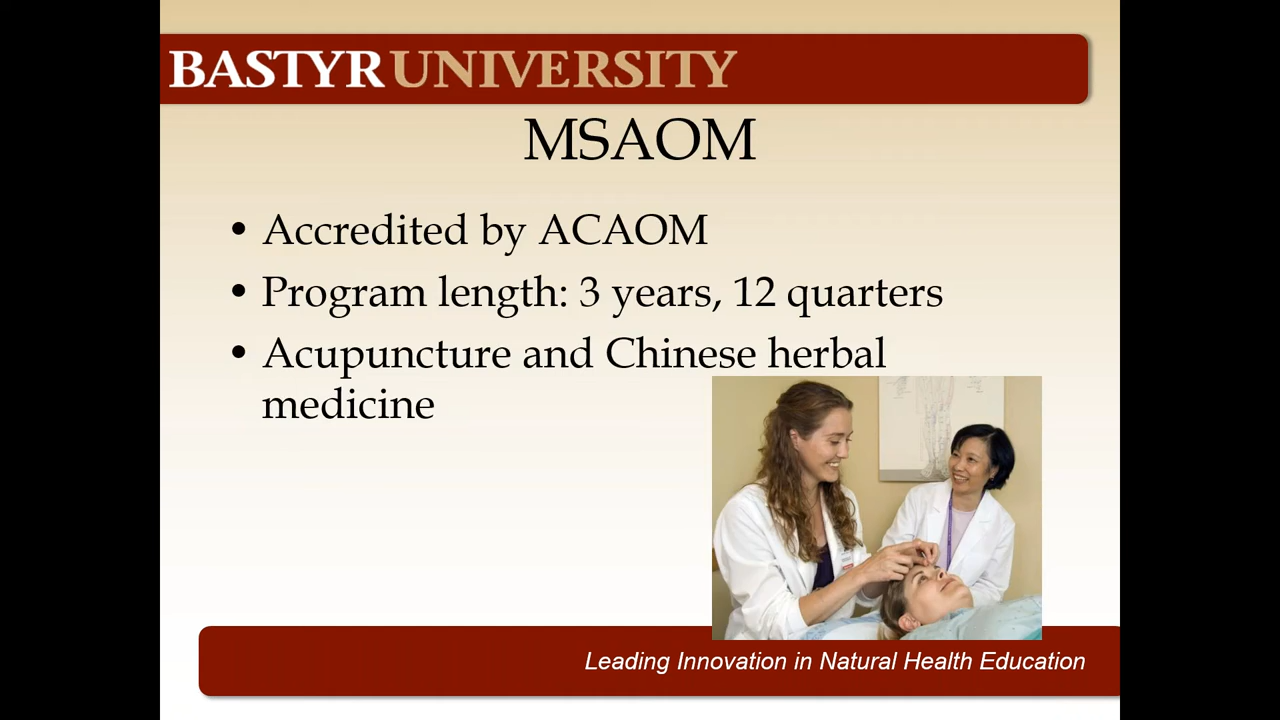 BASTYR UNIVERSITY
MSAOM
• Accredited by ACAOM
• Program length: 3 years, 12 quarters
• Acupuncture and Chinese herbal
medicine
Leading Innovation in Natural Health Education